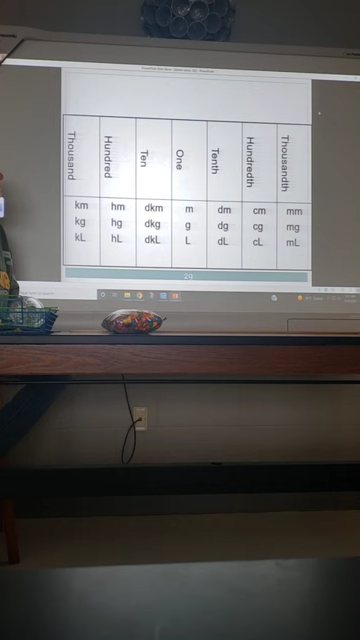 Thousand Hundred Ten One Tenth Hundredth Thousandth
km hm dkm m dm cm mm
kg hg dkg g dg cg mg
kL hL dkL L dL cL mL
29